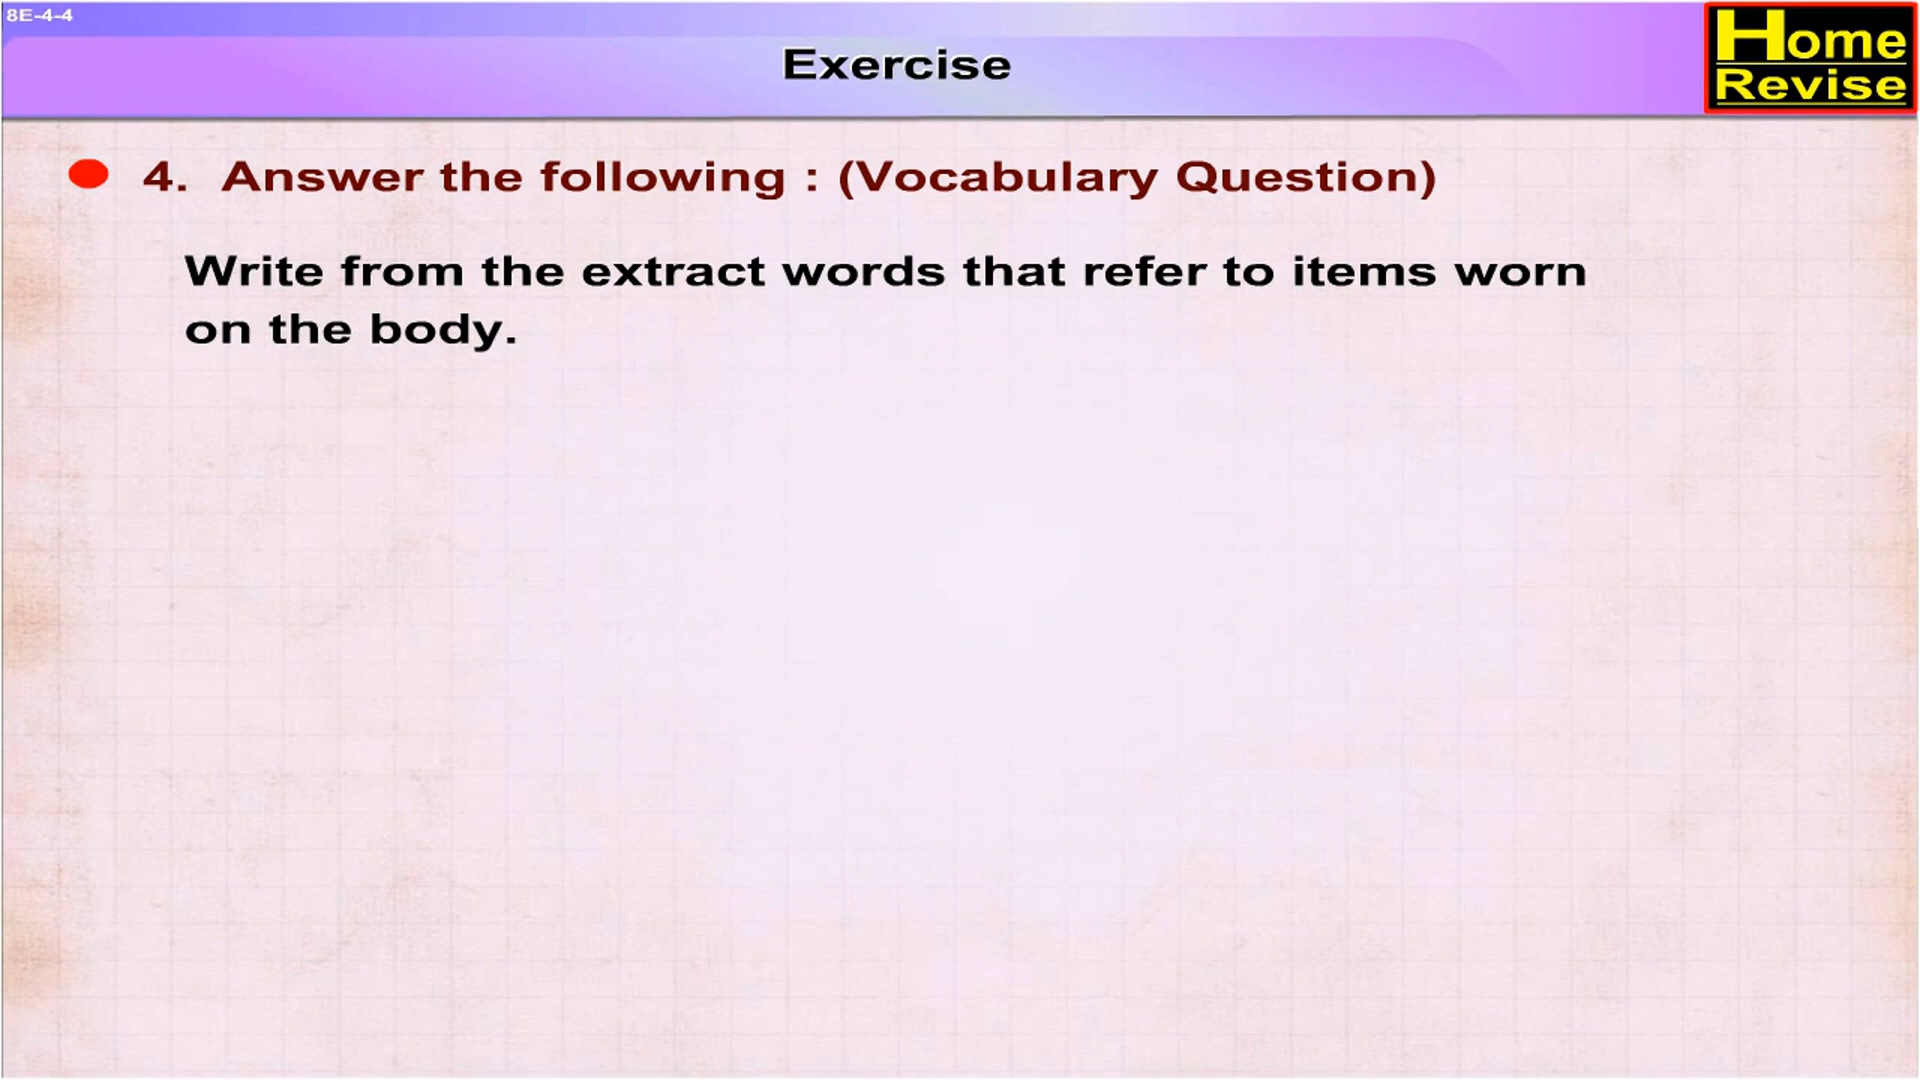 8E-4-4
Exercise
Home
Revise
4. Answer the following : (Vocabulary Question)
Write from the extract words that refer to items worn
on the body.